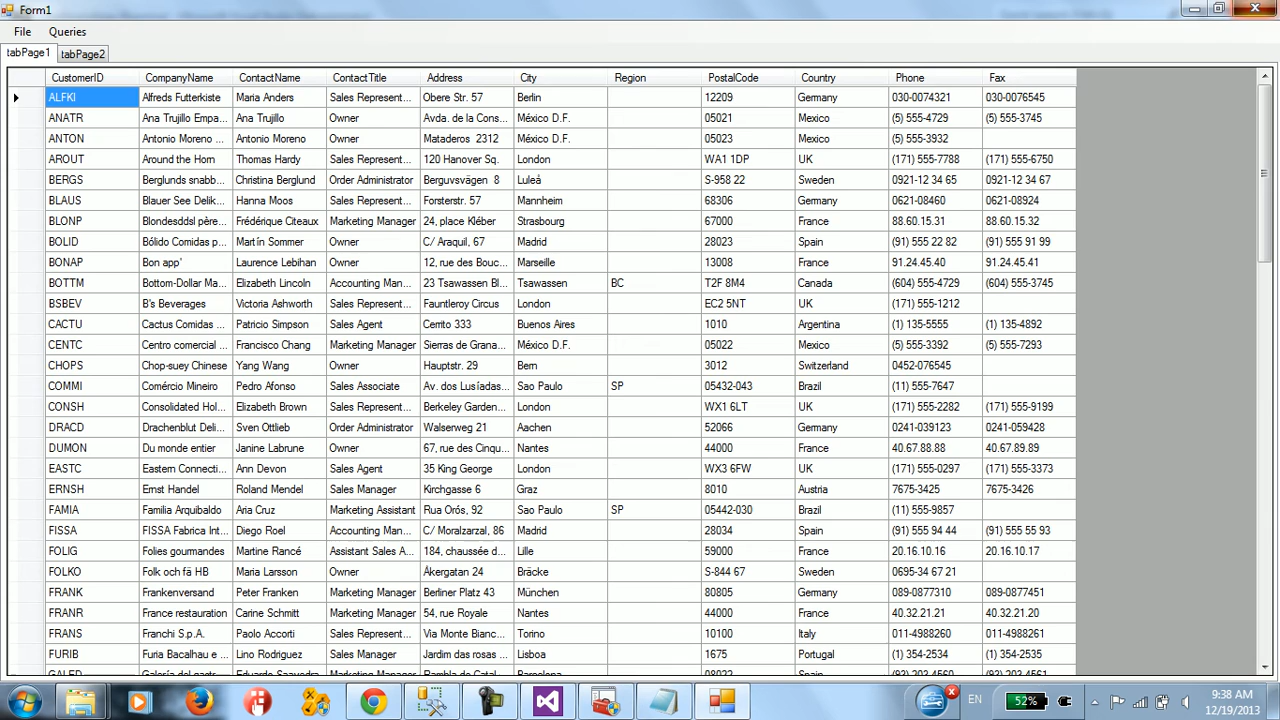 Form1
File Queries
tabPage1 tabPage2
CustomerID CompanyName ContactName ContactTitle Address City Region PostalCode Country Phone Fax
ALFKI Alfreds Futterkiste Maria Anders Sales Represent... Obere Str. 57 Berlin 12209 Germany 030-0074321 030-0076545
ANATR Ana Trujillo Empa... Ana Trujillo Owner Avda. de la Cons... México D.F. 05021 Mexico (5) 555-4729 (5) 555-3745
ANTON Antonio Moreno ... Antonio Moreno Owner Mataderos 2312 México D.F. 05023 Mexico (5) 555-3932
AROUT Around the Horn Thomas Hardy Sales Represent... 120 Hanover Sq. London WA1 1DP UK (171) 555-7788 (171) 555-6750
BERGS Berglunds snabb... Christina Berglund Order Administrator Berguvsvägen 8 Luleå S-958 22 Sweden 0921-12 34 65 0921-12 34 67
BLAUS Blauer See Delik... Hanna Moos Sales Represent... Forsterstr. 57 Mannheim 68306 Germany 0621-08460 0621-08924
BLONP Blondesddsl père... Frédérique Citeaux Marketing Manager 24, place Kléber Strasbourg 67000 France 88.60.15.31 88.60.15.32
BOLID Bólido Comidas p... Martín Sommer Owner C/ Araquil, 67 Madrid 28023 Spain (91) 555 22 82 (91) 555 91 99
BONAP Bon app' Laurence Lebihan Owner 12, rue des Bouc... Marseille 13008 France 91.24.45.40 91.24.45.41
BOTTM Bottom-Dollar Ma... Elizabeth Lincoln Accounting Man... 23 Tsawassen Bl... Tsawassen BC T2F 8M4 Canada (604) 555-4729 (604) 555-3745
BSBEV B's Beverages Victoria Ashworth Sales Represent... Fauntleroy Circus London EC2 5NT UK (171) 555-1212
CACTU Cactus Comidas ... Patricio Simpson Sales Agent Cerrito 333 Buenos Aires 1010 Argentina (1) 135-5555 (1) 135-4892
CENTC Centro comercial ... Francisco Chang Marketing Manager Sierras de Grana... México D.F. 05022 Mexico (5) 555-3392 (5) 555-7293
CHOPS Chop-suey Chinese Yang Wang Owner Hauptstr. 29 Bern 3012 Switzerland 0452-076545
COMMI Comércio Mineiro Pedro Afonso Sales Associate Av. dos Lusíadas... Sao Paulo SP 05432-043 Brazil (11) 555-7647
CONSH Consolidated Hol... Elizabeth Brown Sales Represent... Berkeley Garden... London WX1 6LT UK (171) 555-2282 (171) 555-9199
DRACD Drachenblut Deli... Sven Ottlieb Order Administrator Walserweg 21 Aachen 52066 Germany 0241-039123 0241-059428
DUMON Du monde entier Janine Labrune Owner 67, rue des Cinqu... Nantes 44000 France 40.67.88.88 40.67.89.89
EASTC Eastern Connecti... Ann Devon Sales Agent 35 King George London WX3 6FW UK (171) 555-0297 (171) 555-3373
ERNSH Ernst Handel Roland Mendel Sales Manager Kirchgasse 6 Graz 8010 Austria 7675-3425 7675-3426
FAMIA Familia Arquibaldo Aria Cruz Marketing Assistant Rua Orós, 92 Sao Paulo SP 05442-030 Brazil (11) 555-9857
FISSA FISSA Fabrica Int... Diego Roel Accounting Man... C/ Moralzarzal, 86 Madrid 28034 Spain (91) 555 94 44 (91) 555 55 93
FOLIG Folies gourmandes Martine Rancé Assistant Sales A... 184, chaussée d... Lille 59000 France 20.16.10.16 20.16.10.17
FOLKO Folk och fä HB Maria Larsson Owner Åkergatan 24 Bräcke S-844 67 Sweden 0695-34 67 21
FRANK Frankenversand Peter Franken Marketing Manager Berliner Platz 43 München 80805 Germany 089-0877310 089-0877451
FRANR France restauration Carine Schmitt Marketing Manager 54, rue Royale Nantes 44000 France 40.32.21.21 40.32.21.20
FRANS Franchi S.p.A. Paolo Accorti Sales Represent... Via Monte Bianc... Torino 10100 Italy 011-4988260 011-4988261
FURIB Furia Bacalhau e ... Lino Rodriguez Sales Manager Jardim das rosas ... Lisboa 1675 Portugal (1) 354-2534 (1) 354-2535
GALED Galería del gastr... Eduardo Saavedra Marketing Manager Rambla de Catal... Barcelona 08022 Spain (93) 203 4560 (93) 203 4561
EN 52% 9:38 AM
12/19/2013